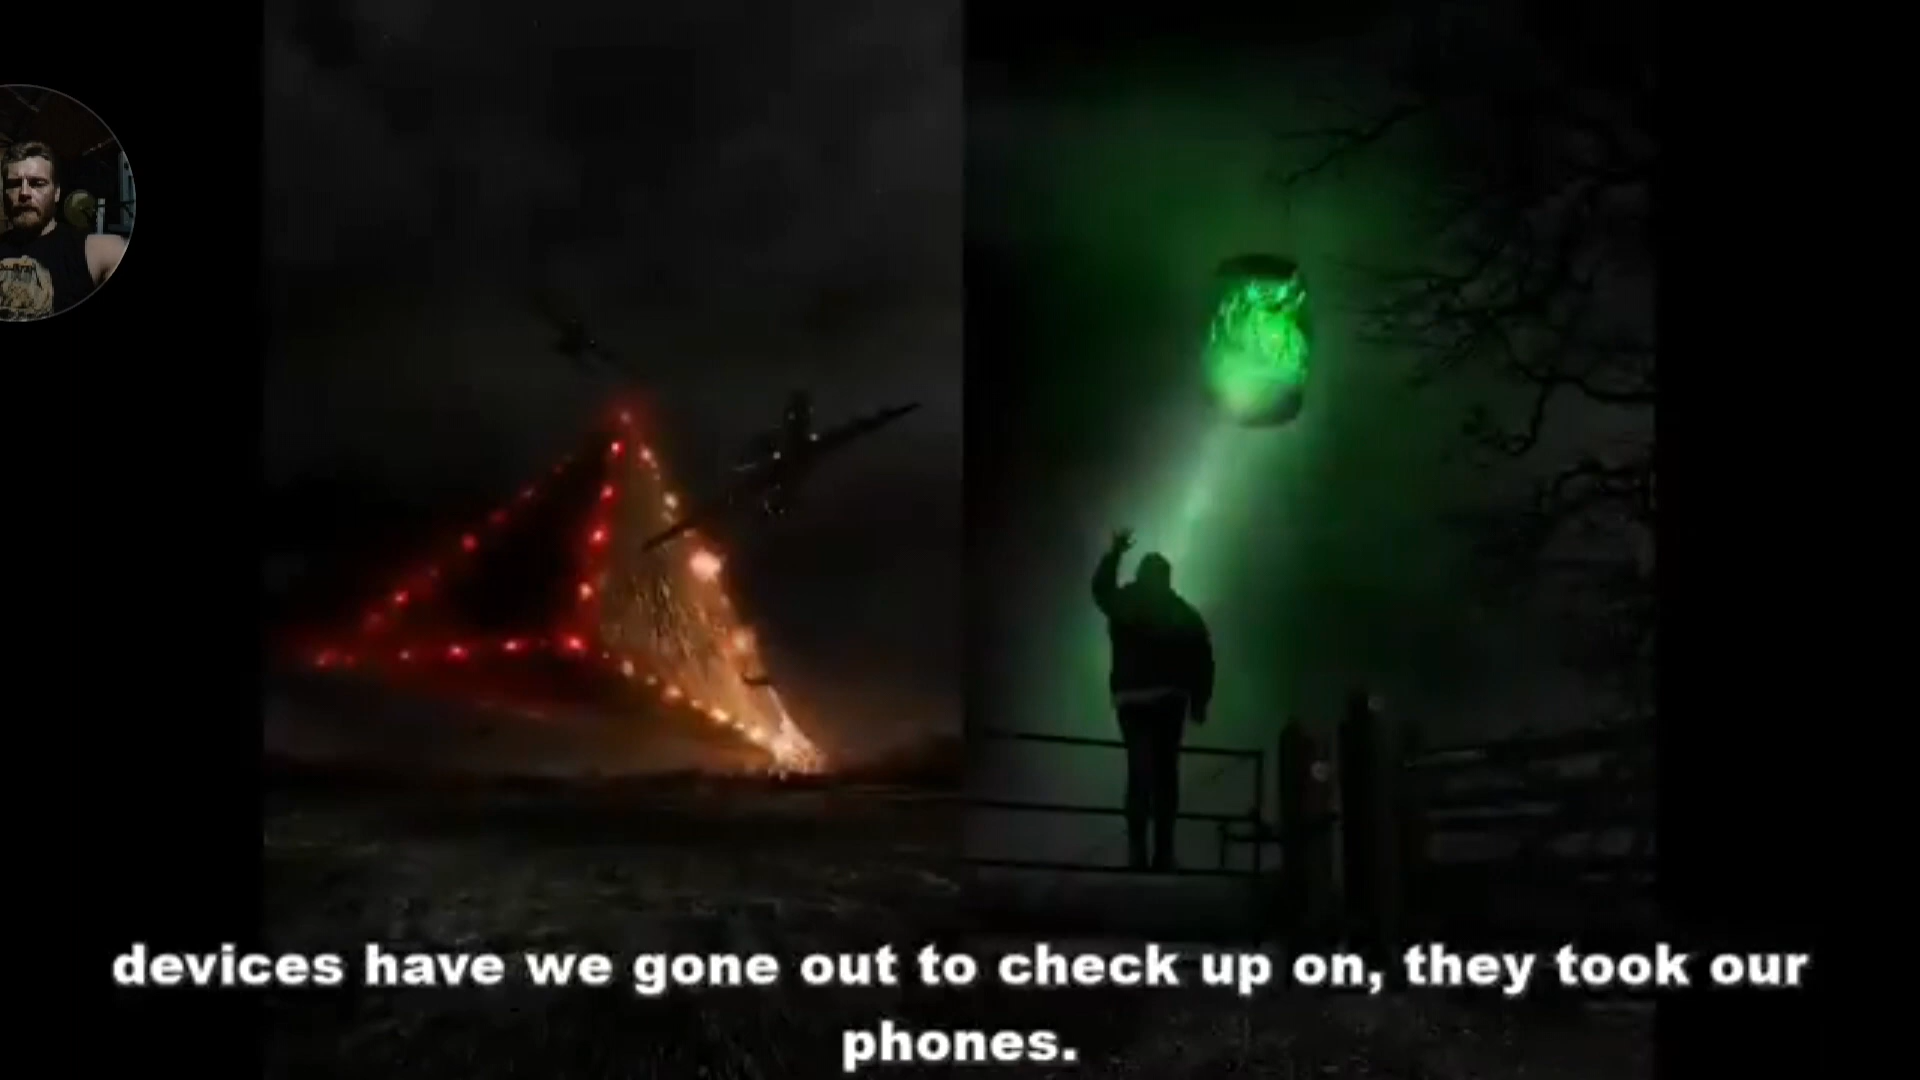 devices have we gone out to check up on, they took our
phones.